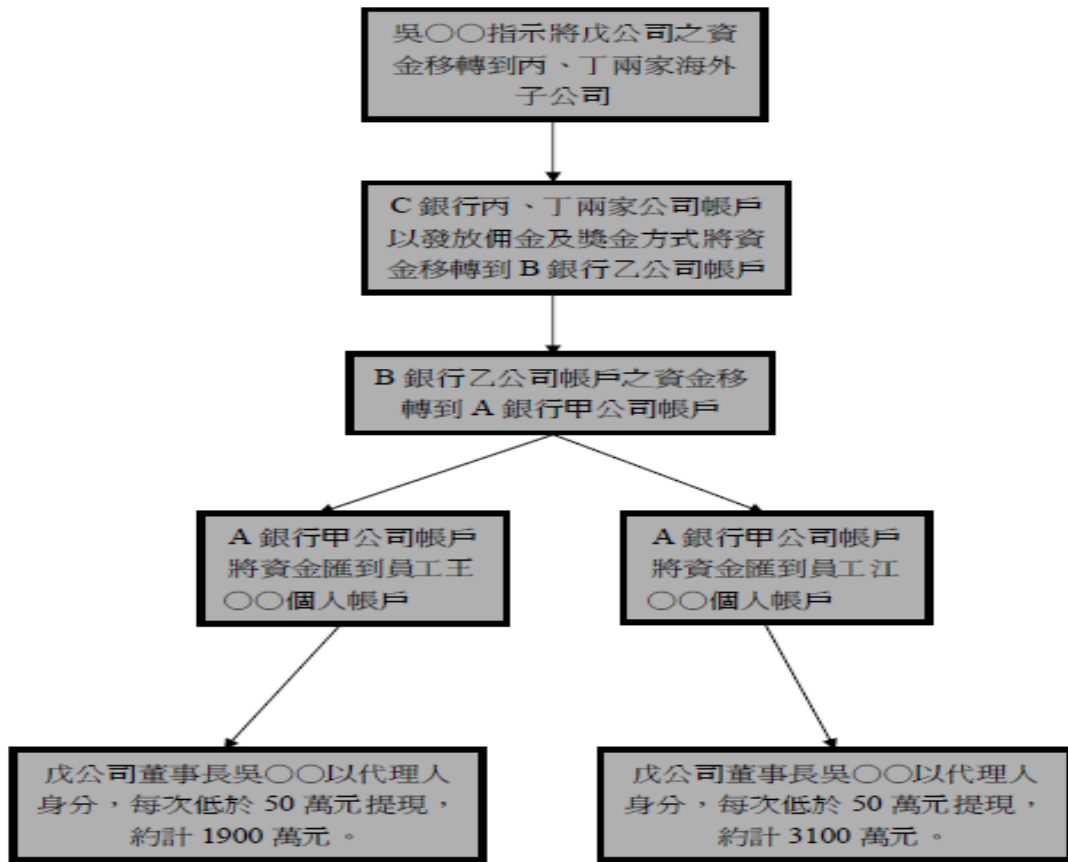 吳○○指示將戊公司之資
金移轉到丙、丁兩家海外
子公司
C 銀行丙、丁兩家公司帳戶
以發放佣金及獎金方式將資
金移轉到 B 銀行乙公司帳戶
B 銀行乙公司帳戶之資金移
轉到 A 銀行甲公司帳戶
A 銀行甲公司帳戶
將資金匯到員工王
○○個人帳戶
A 銀行甲公司帳戶
將資金匯到員工江
○○個人帳戶
戊公司董事長吳○○以代理人
身分，每次低於 50 萬元提現，
約計 1900 萬元。
戊公司董事長吳○○以代理人
身分，每次低於 50 萬元提現，
約計 3100 萬元。